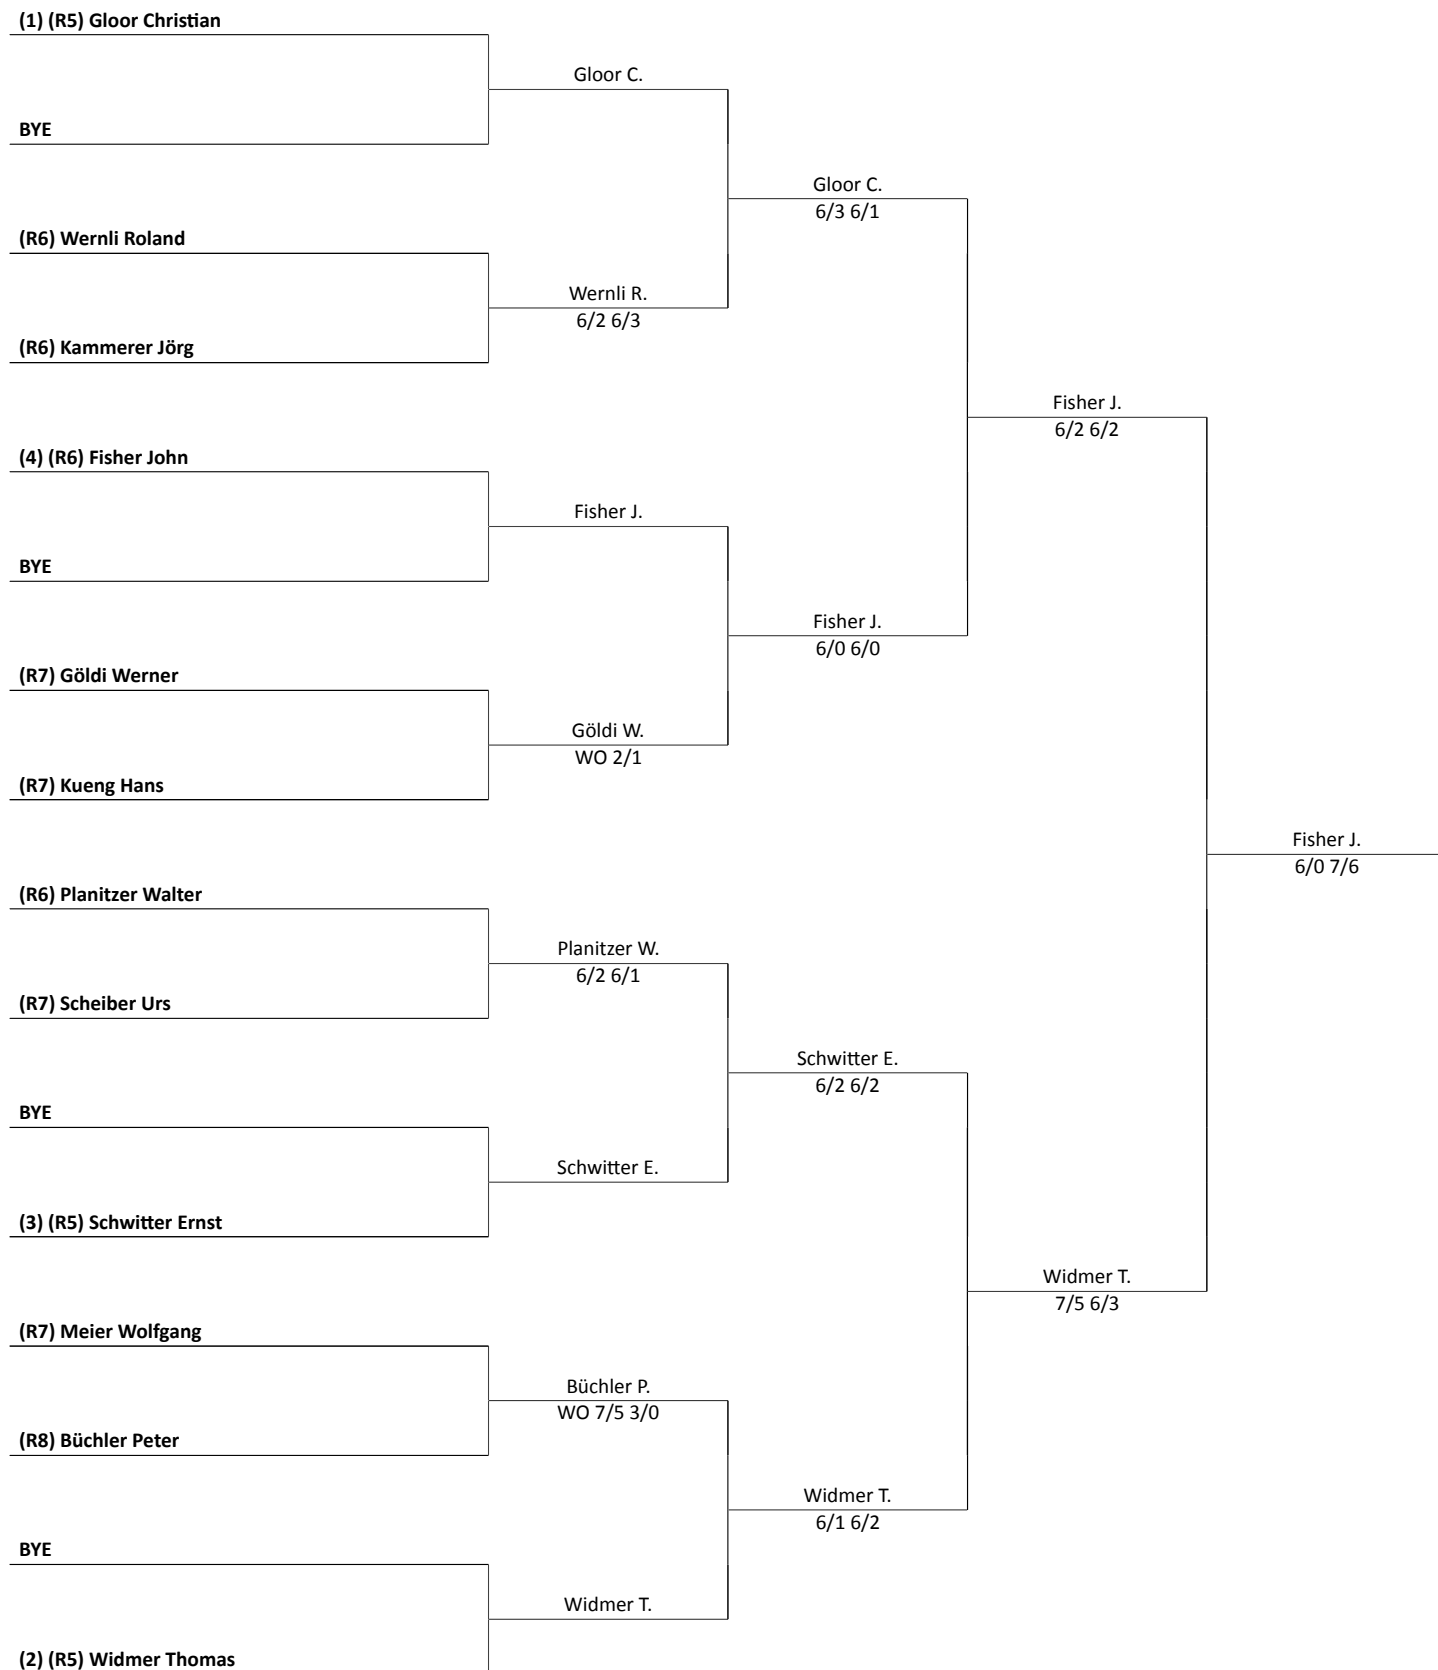 (1) (R5) Gloor Christian
Gloor C.
BYE
Gloor C.
6/3 6/1
(R6) Wernli Roland
Wernli R.
6/2 6/3
(R6) Kammerer Jörg
Fisher J.
6/2 6/2
(4) (R6) Fisher John
Fisher J.
BYE
Fisher J.
6/0 6/0
(R7) Göldi Werner
Göldi W.
WO 2/1
(R7) Kueng Hans
Fisher J.
6/0 7/6
(R6) Planitzer Walter
Planitzer W.
6/2 6/1
(R7) Scheiber Urs
Schwitter E.
6/2 6/2
BYE
Schwitter E.
(3) (R5) Schwitter Ernst
Widmer T.
7/5 6/3
(R7) Meier Wolfgang
Büchler P.
WO 7/5 3/0
(R8) Büchler Peter
Widmer T.
6/1 6/2
BYE
Widmer T.
(2) (R5) Widmer Thomas